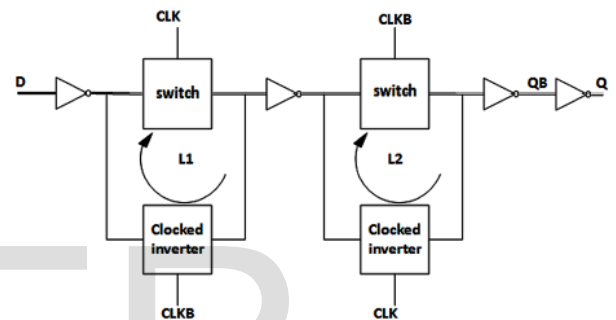 CLK
CLKB
D
switch
switch
QB
Q
L1
L2
Clocked
inverter
Clocked
inverter
CLKB
CLK